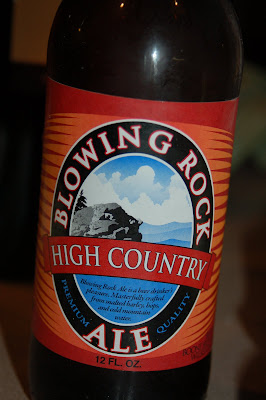 BLOWING ROCK
HIGH COUNTRY
Blowing Rock Ale is a beer drinker's
pleasure. Masterfully crafted
from malted barley, hops
and cold mountain
water.
PREMIUM QUALITY
ALE
12 FL. OZ.